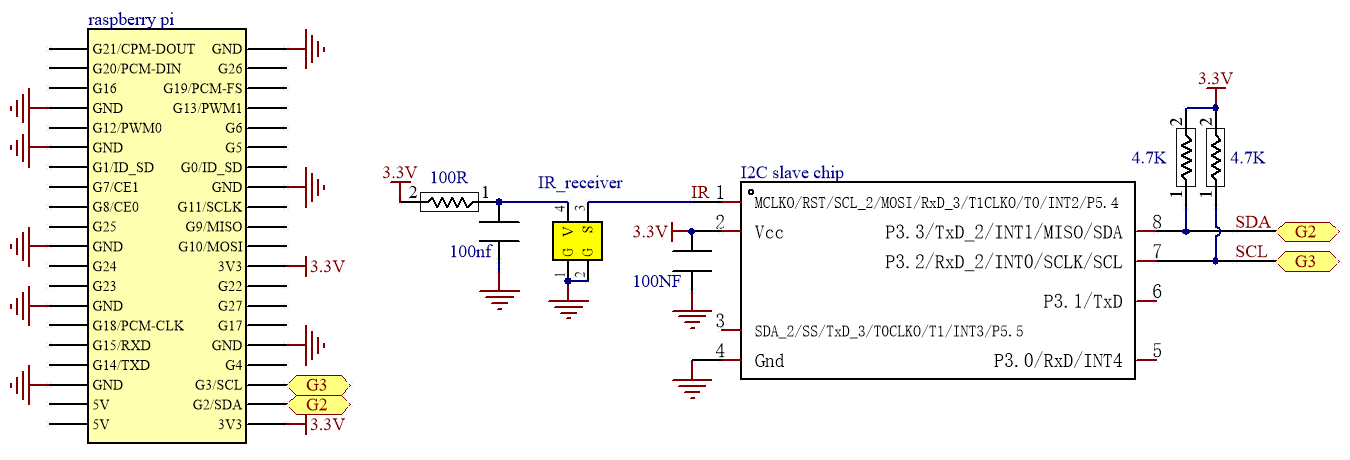 raspberry pi
G21/CPM-DOUT GND
G20/PCM-DIN G26
G16 G19/PCM-FS
GND G13/PWM1
G12/PWM0 G6
GND G5
G1/ID_SD G0/ID_SD
G7/CE1 GND
G8/CE0 G11/SCLK
G25 G9/MISO
GND G10/MOSI
G24 3V3 3.3V
G23 G22
GND G27
G18/PCM-CLK G17
G15/RXD GND
G14/TXD G4
GND G3/SCL G3
5V G2/SDA G2
5V 3V3 3.3V
3.3V
2 100R 1
100nf
IR_receiver
4 3
V S
G G
1 2
I2C slave chip
IR 1 MCLKO/RST/SCL_2/MOSI/RxD_3/T1CLKO/T0/INT2/P5.4
3.3V 2 Vcc
100NF
3 SDA_2/SS/TxD_3/T0CLKO/T1/INT3/P5.5
4 Gnd
P3.3/TxD_2/INT1/MISO/SDA 8 SDA G2
P3.2/RxD_2/INT0/SCLK/SCL 7 SCL G3
P3.1/TxD 6
P3.0/RxD/INT4 5
3.3V
2 2
4.7K 4.7K
1 1